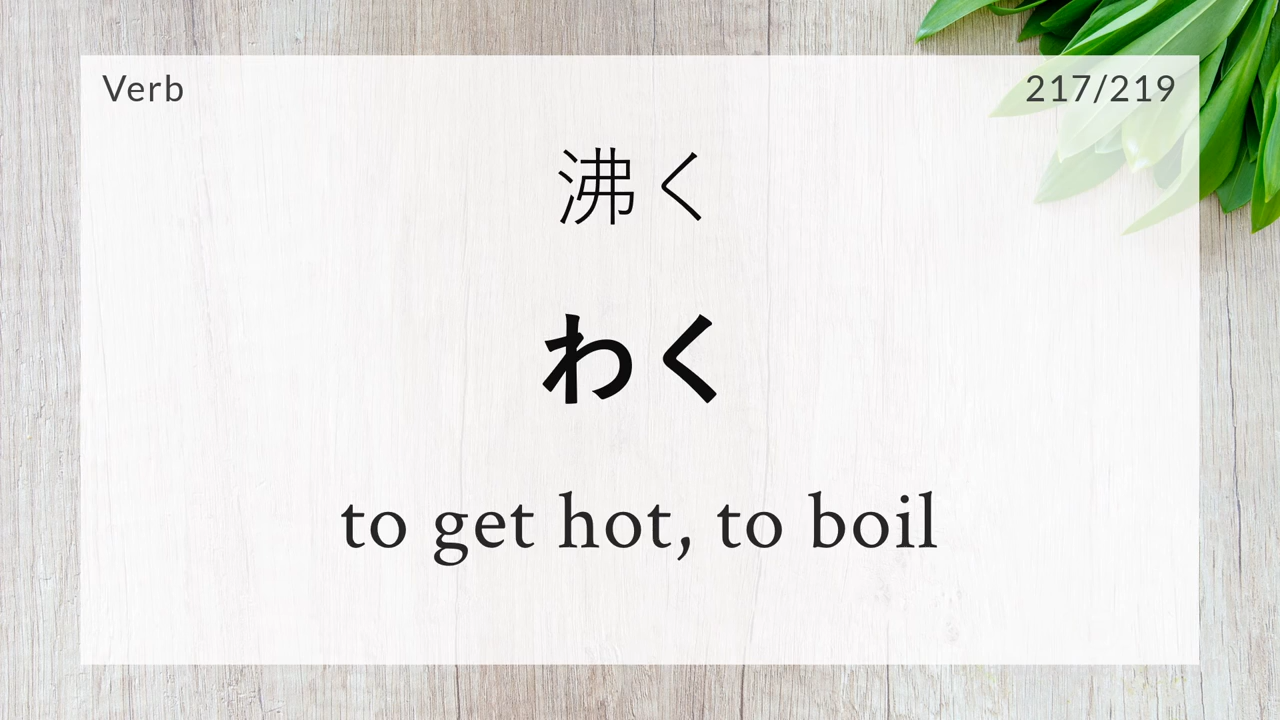 Verb
217/219
沸く
わく
to get hot, to boil